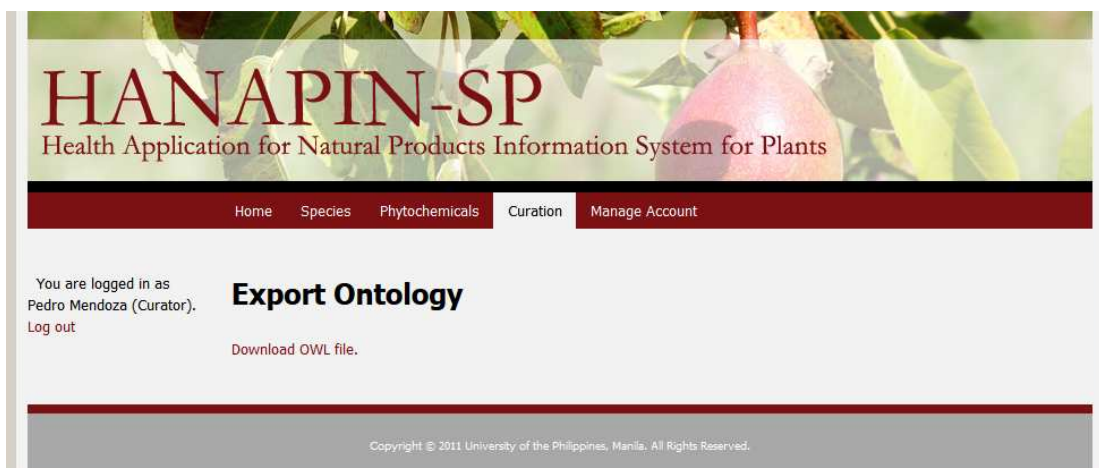 HANAPIN-SP
Health Application for Natural Products Information System for Plants
Home Species Phytochemicals Curation Manage Account
You are logged in as
Pedro Mendoza (Curator).
Log out
Export Ontology
Download OWL file.
Copyright © 2011 University of the Philippines, Manila. All Rights Reserved.